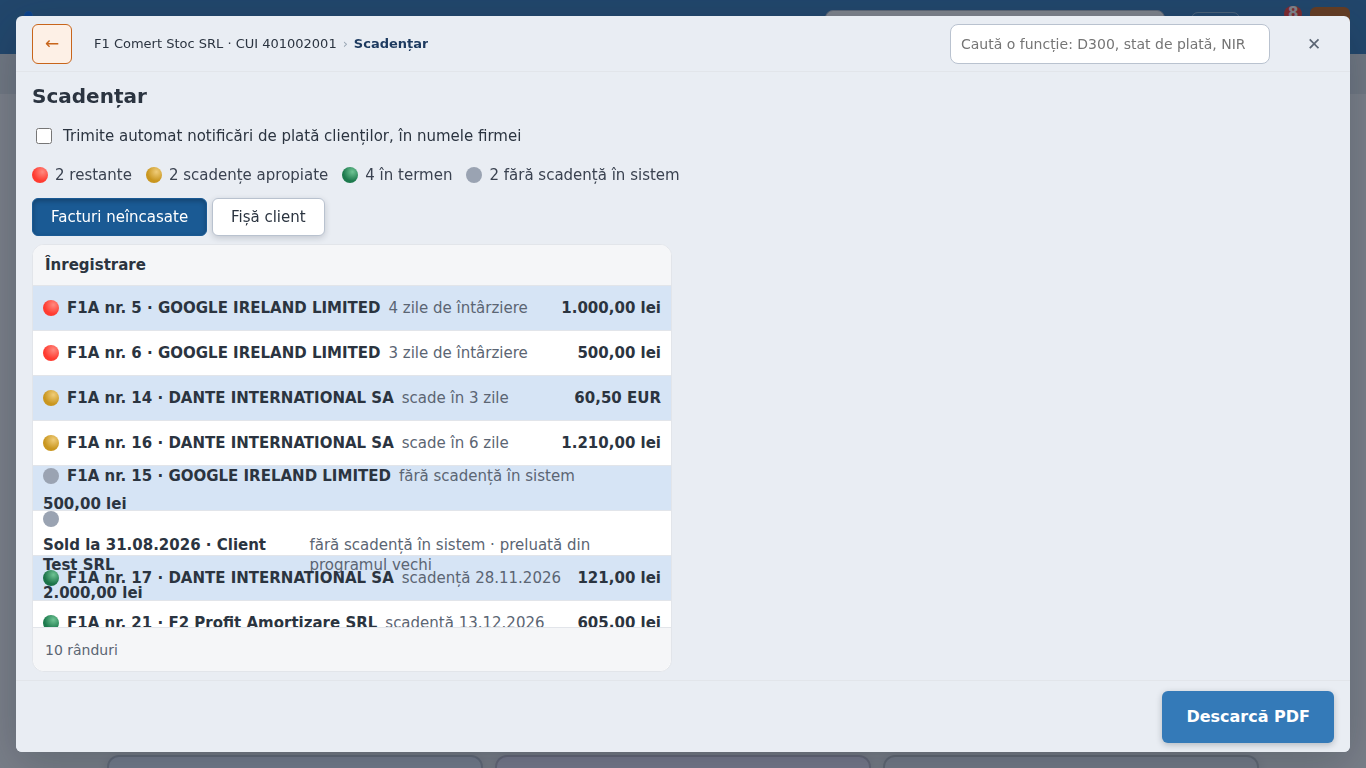 8
←
F1 Comert Stoc SRL · CUI 401002001 › Scadențar
Caută o funcție: D300, stat de plată, NIR
✕
Scadențar
Trimite automat notificări de plată clienților, în numele firmei
2 restante 2 scadențe apropiate 4 în termen 2 fără scadență în sistem
Facturi neîncasate Fișă client
Înregistrare
F1A nr. 5 · GOOGLE IRELAND LIMITED 4 zile de întârziere 1.000,00 lei
F1A nr. 6 · GOOGLE IRELAND LIMITED 3 zile de întârziere 500,00 lei
F1A nr. 14 · DANTE INTERNATIONAL SA scade în 3 zile 60,50 EUR
F1A nr. 16 · DANTE INTERNATIONAL SA scade în 6 zile 1.210,00 lei
F1A nr. 15 · GOOGLE IRELAND LIMITED fără scadență în sistem
500,00 lei
Sold la 31.08.2026 · Client fără scadență în sistem · preluată din
Test SRL programul vechi
F1A nr. 17 · DANTE INTERNATIONAL SA scadență 28.11.2026 121,00 lei
2.000,00 lei
F1A nr. 21 · F2 Profit Amortizare SRL scadență 13.12.2026 605,00 lei
10 rânduri
Descarcă PDF